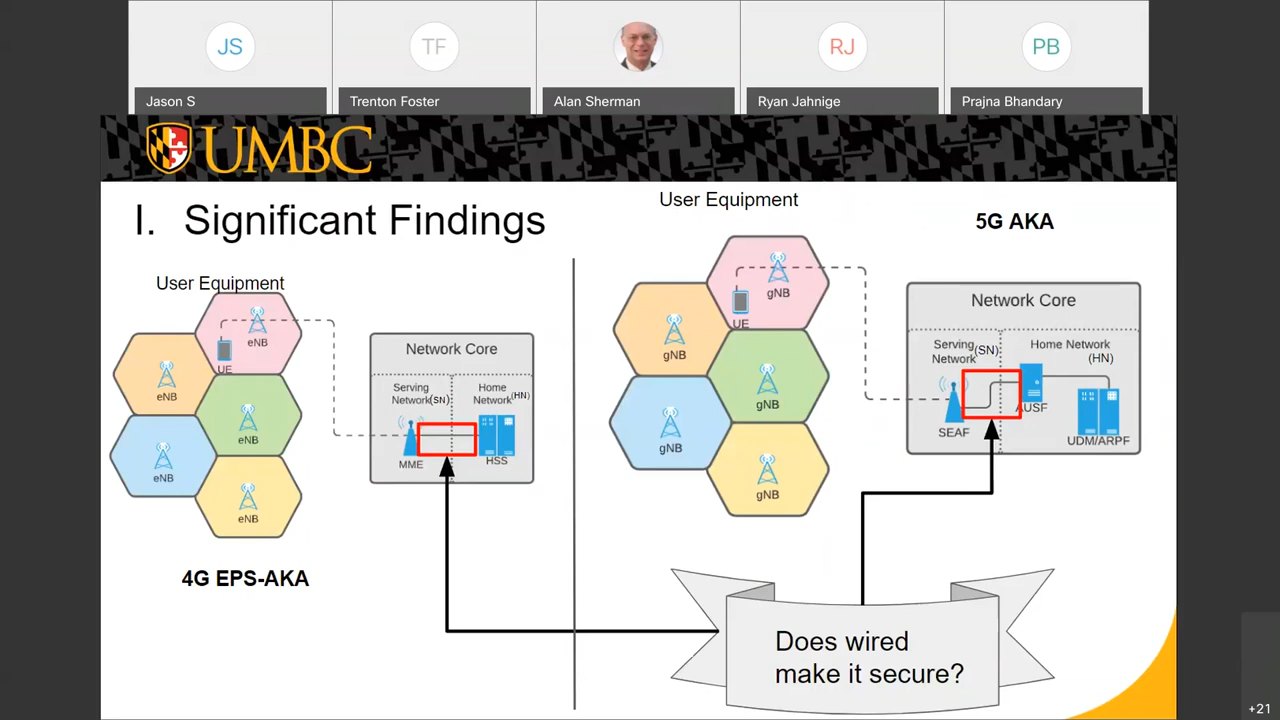 JS
TF
RJ
PB
Jason S
Trenton Foster
Alan Sherman
Ryan Jahnige
Prajna Bhandary
UMBC
I. Significant Findings
User Equipment
eNB
UE
eNB
eNB
eNB
eNB
Network Core
Serving
Network(SN)
Home
Network(HN)
MME
HSS
4G EPS-AKA
User Equipment
5G AKA
gNB
UE
gNB
gNB
gNB
gNB
Network Core
Serving
Network(SN)
Home Network
(HN)
AUSF
SEAF
UDM/ARPF
Does wired
make it secure?
+21